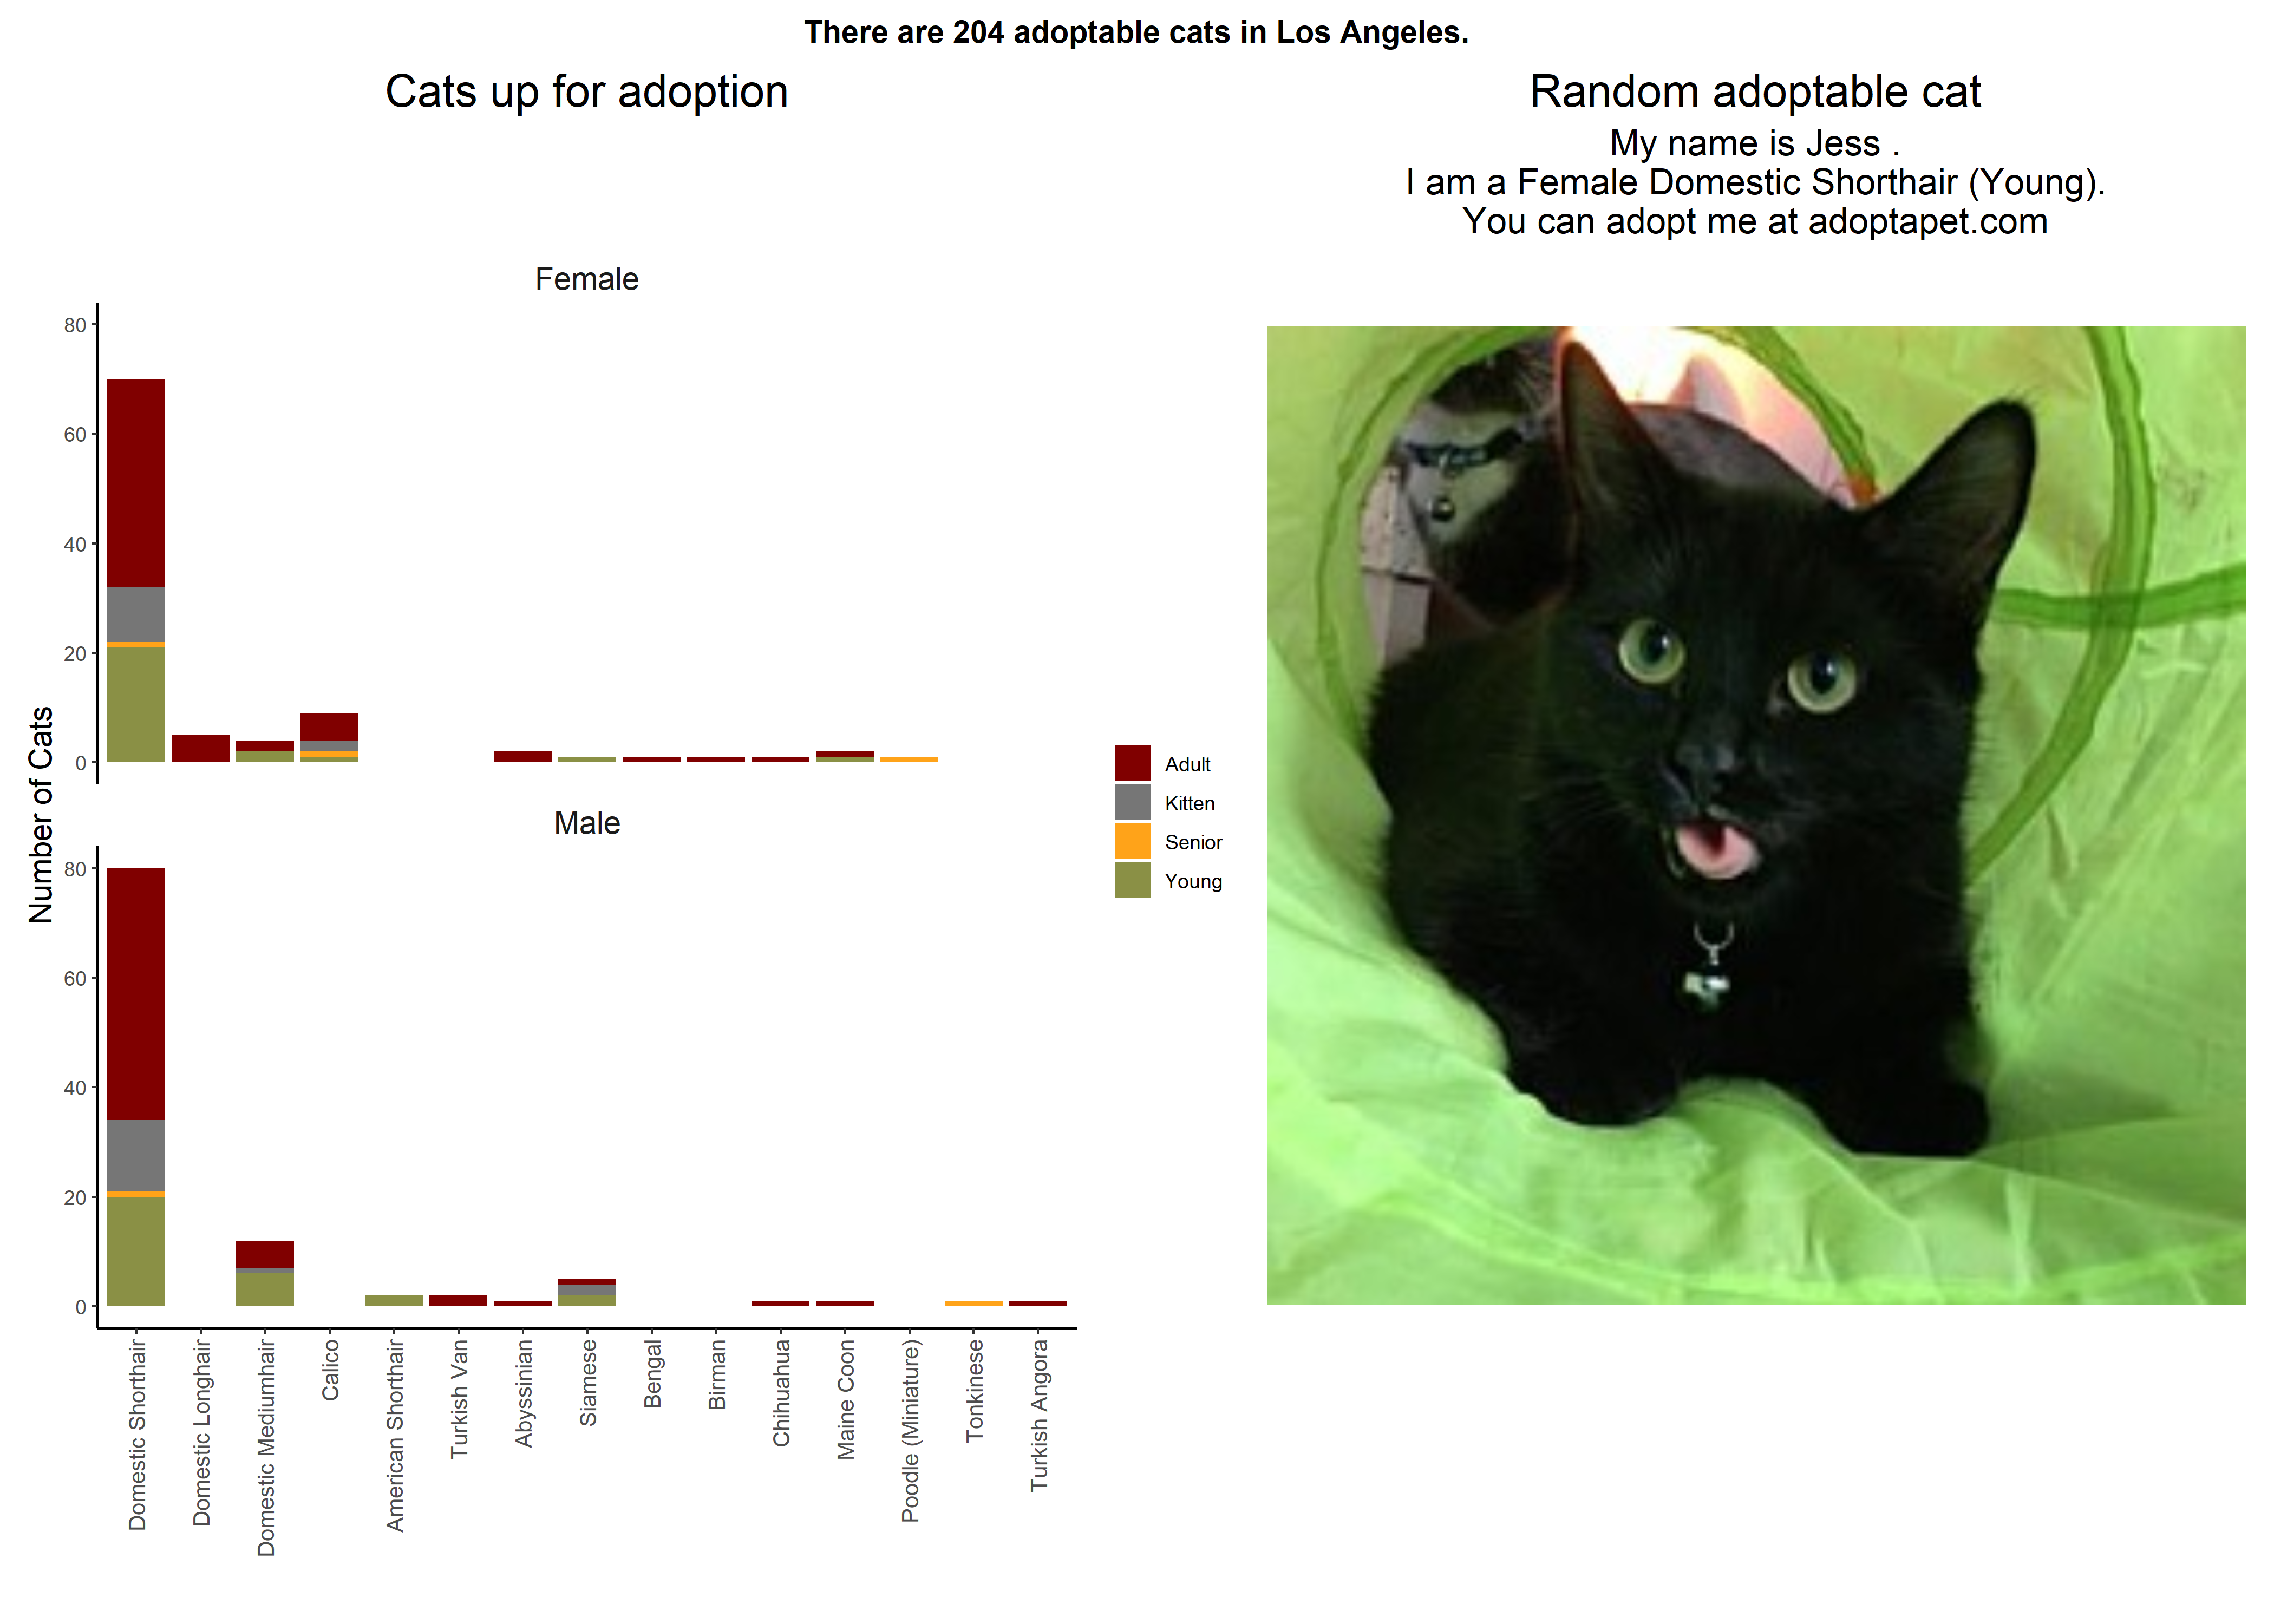 There are 204 adoptable cats in Los Angeles.
Cats up for adoption
Random adoptable cat
My name is Jess .
I am a Female Domestic Shorthair (Young).
You can adopt me at adoptapet.com
Number of Cats
Female
80
60
40
20
0
Male
80
60
40
20
0
Domestic Shorthair
Domestic Longhair
Domestic Mediumhair
Calico
American Shorthair
Turkish Van
Abyssinian
Siamese
Bengal
Birman
Chihuahua
Maine Coon
Poodle (Miniature)
Tonkinese
Turkish Angora
Adult
Kitten
Senior
Young